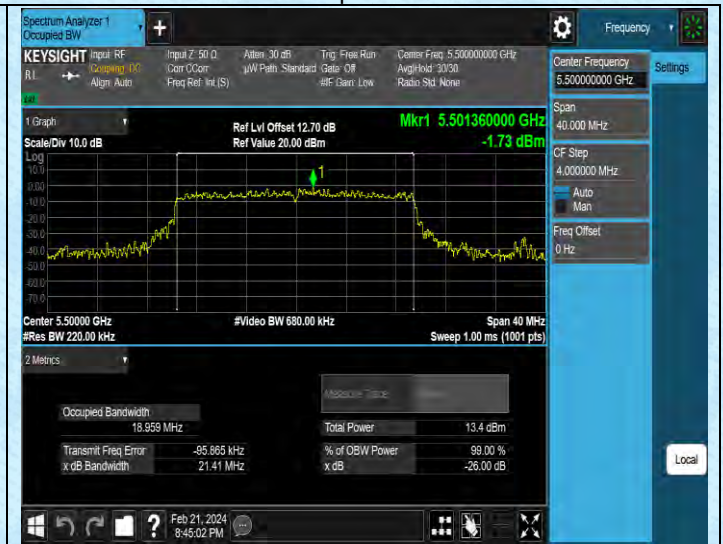 Spectrum Analyzer 1
Occupied BW
Frequency
KEYSIGHT Input: RF Input Z: 50 Ω Atten: 30 dB Trig: Free Run Center Freq: 5.500000000 GHz
Coupling: DC Corr CCorr µW Path: Standard Gate: Off Avg|Hold: 30/30
Align: Auto Freq Ref: Int (S) #IF Gain: Low Radio Std: None
Center Frequency
5.500000000 GHz
Settings
Span
40.000 MHz
CF Step
4.000000 MHz
Auto
Man
Freq Offset
0 Hz
1 Graph
Scale/Div 10.0 dB
Ref Lvl Offset 12.70 dB
Ref Value 20.00 dBm
Mkr1 5.501360000 GHz
-1.73 dBm
Log
10.0
0.00
-10.0
-20.0
-30.0
-40.0
-50.0
-60.0
-70.0
1
Center 5.50000 GHz #Video BW 680.00 kHz Span 40 MHz
#Res BW 220.00 kHz Sweep 1.00 ms (1001 pts)
2 Metrics
Measure Trace
Occupied Bandwidth
18.959 MHz
Total Power 13.4 dBm
Transmit Freq Error -95.865 kHz % of OBW Power 99.00 %
x dB Bandwidth 21.41 MHz x dB -26.00 dB
Local
Feb 21, 2024
8:45:02 PM